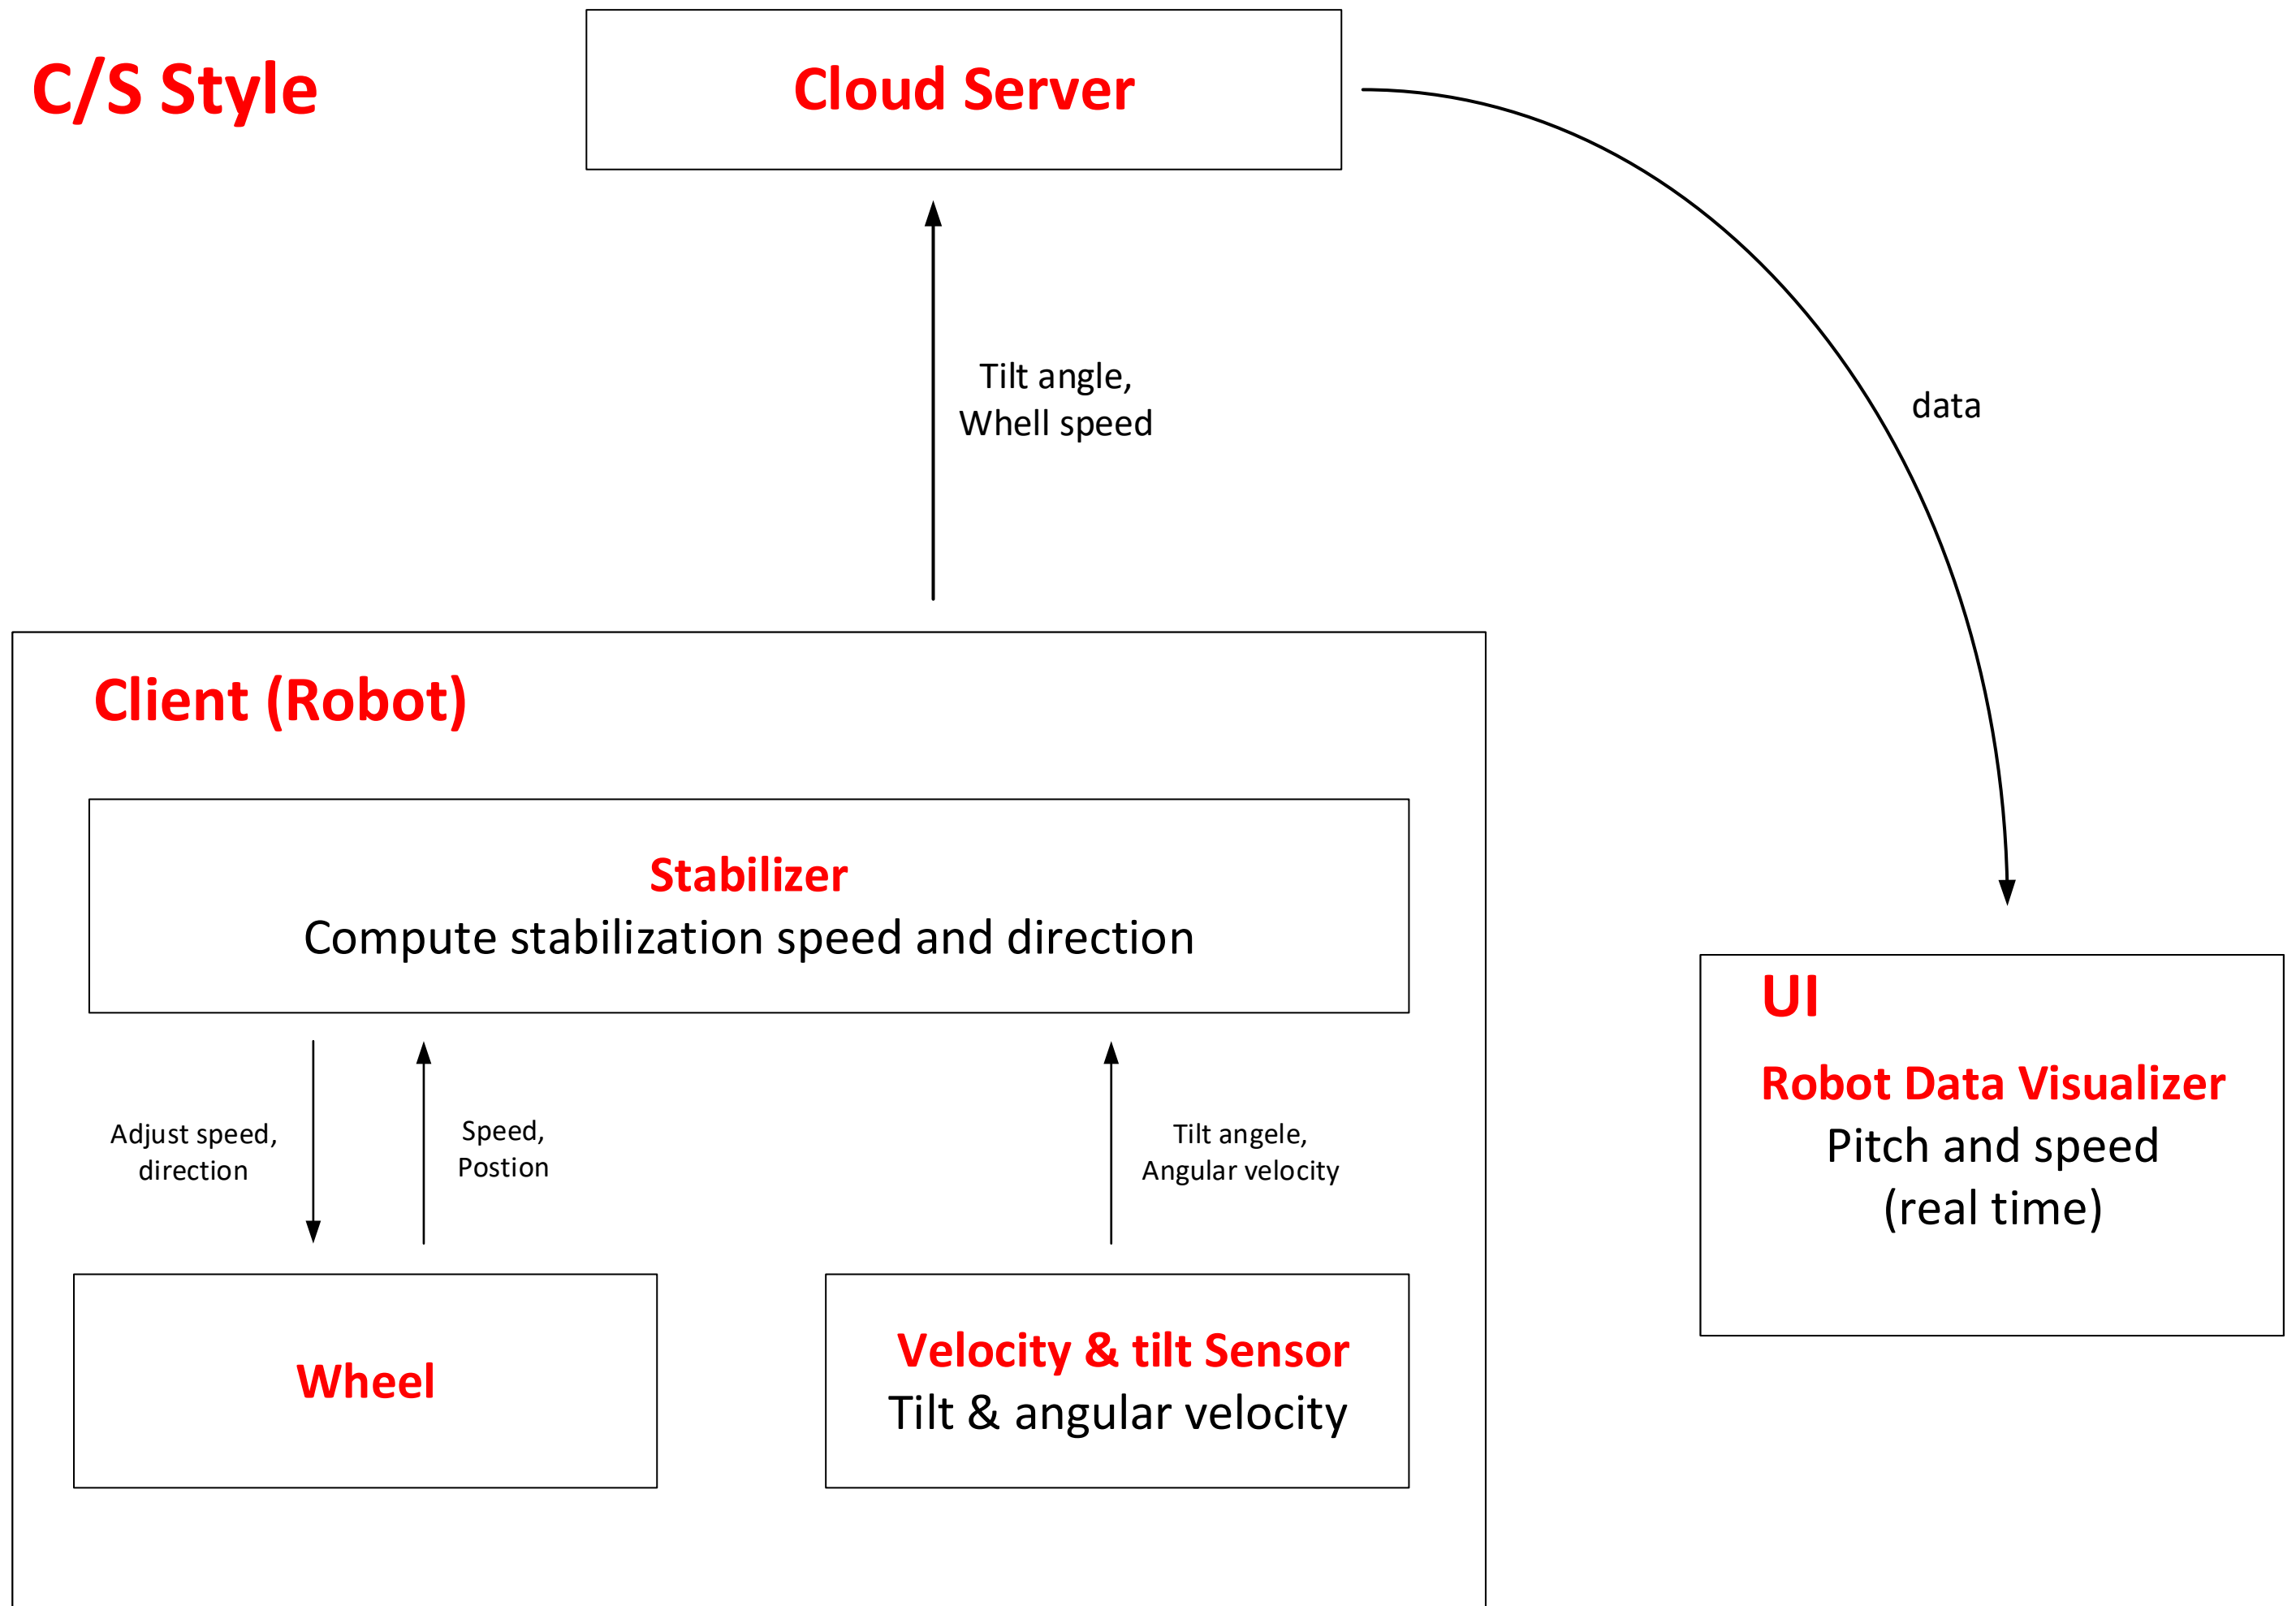 C/S Style
Cloud Server
Tilt angle,
Whell speed
data
Client (Robot)
Stabilizer
Compute stabilization speed and direction
Adjust speed,
direction
Speed,
Postion
Tilt angele,
Angular velocity
Wheel
Velocity & tilt Sensor
Tilt & angular velocity
UI
Robot Data Visualizer
Pitch and speed
(real time)